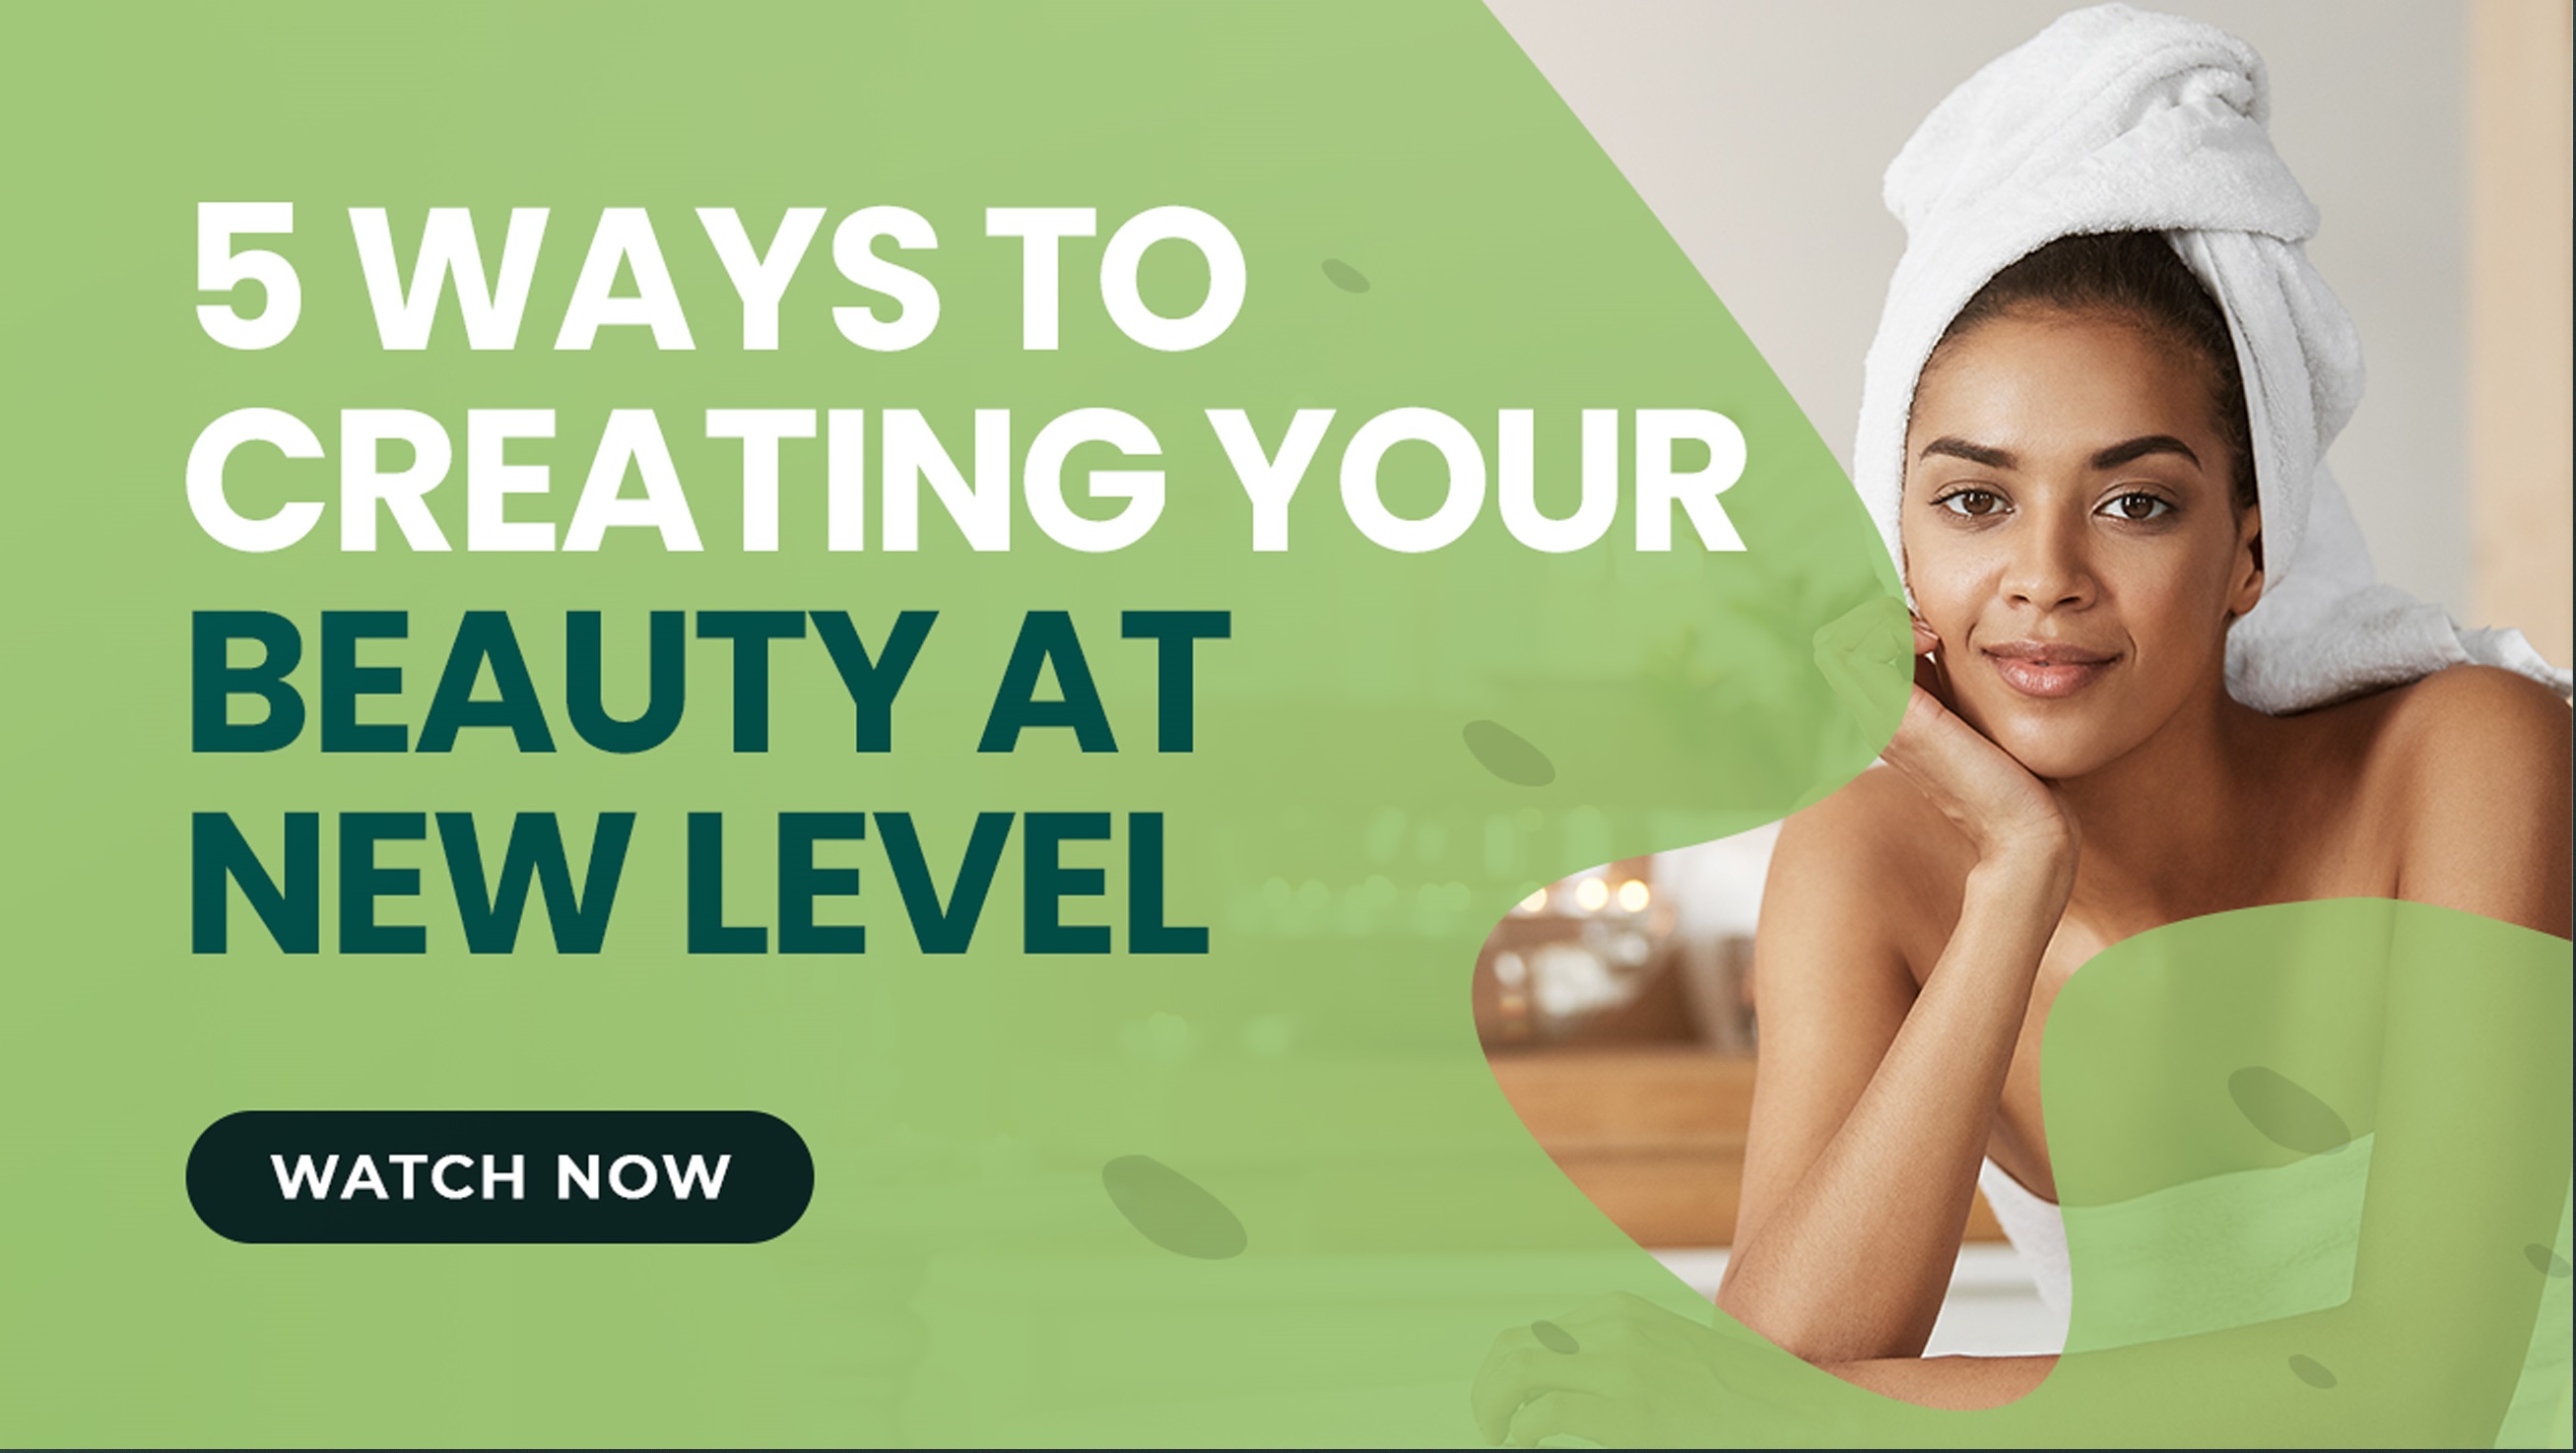 5 WAYS TO
CREATING YOUR
BEAUTY AT
NEW LEVEL
WATCH NOW